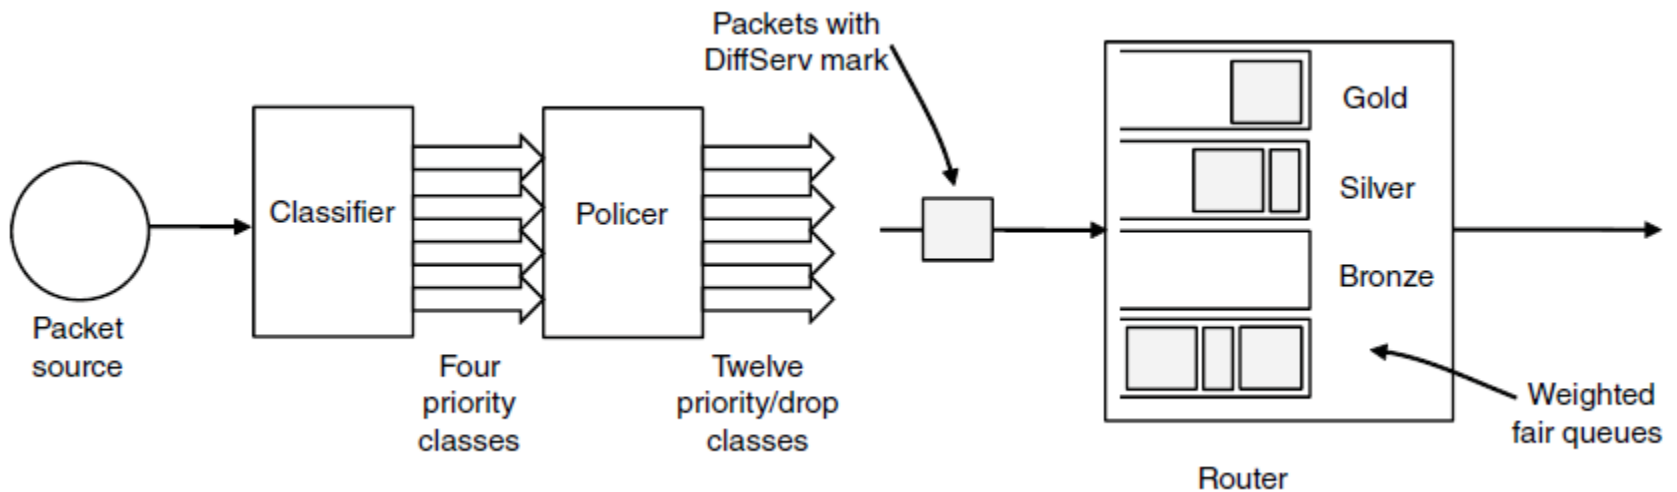 Packets with
DiffServ mark
Gold
Silver
Bronze
Classifier
Policer
Packet
source
Four
priority
classes
Twelve
priority/drop
classes
Weighted
fair queues
Router